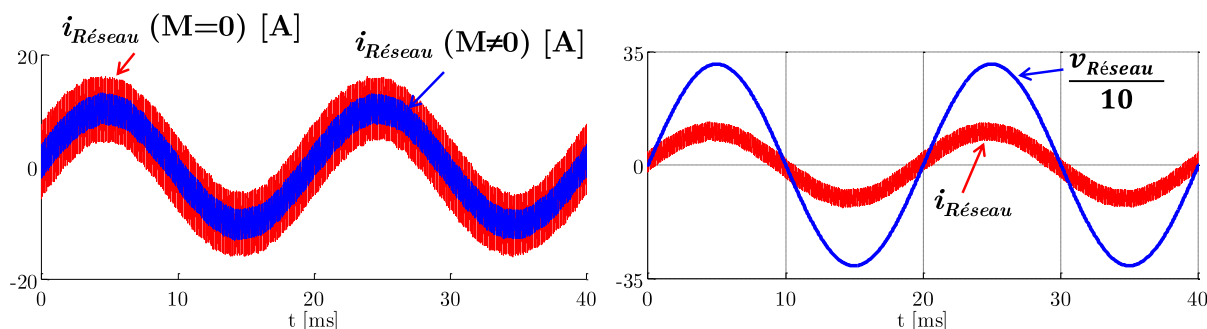 i_Réseau (M=0) [A]
i_Réseau (M≠0) [A]
20
0
-20
0 10 20 30 40
t [ms]
35
0
-35
v_Réseau
10
i_Réseau
0 10 20 30 40
t [ms]